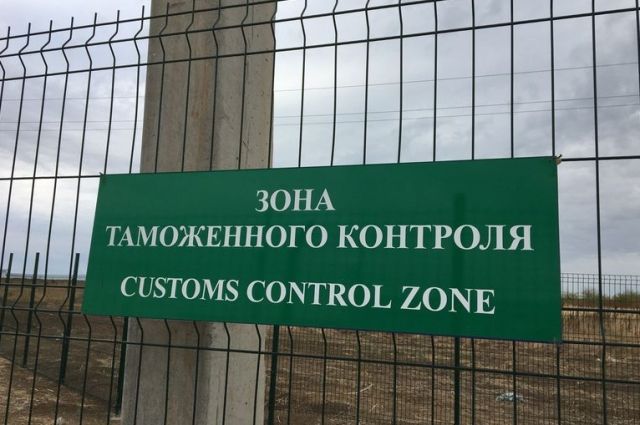 ЗОНА
ТАМОЖЕННОГО КОНТРОЛЯ
CUSTOMS CONTROL ZONE